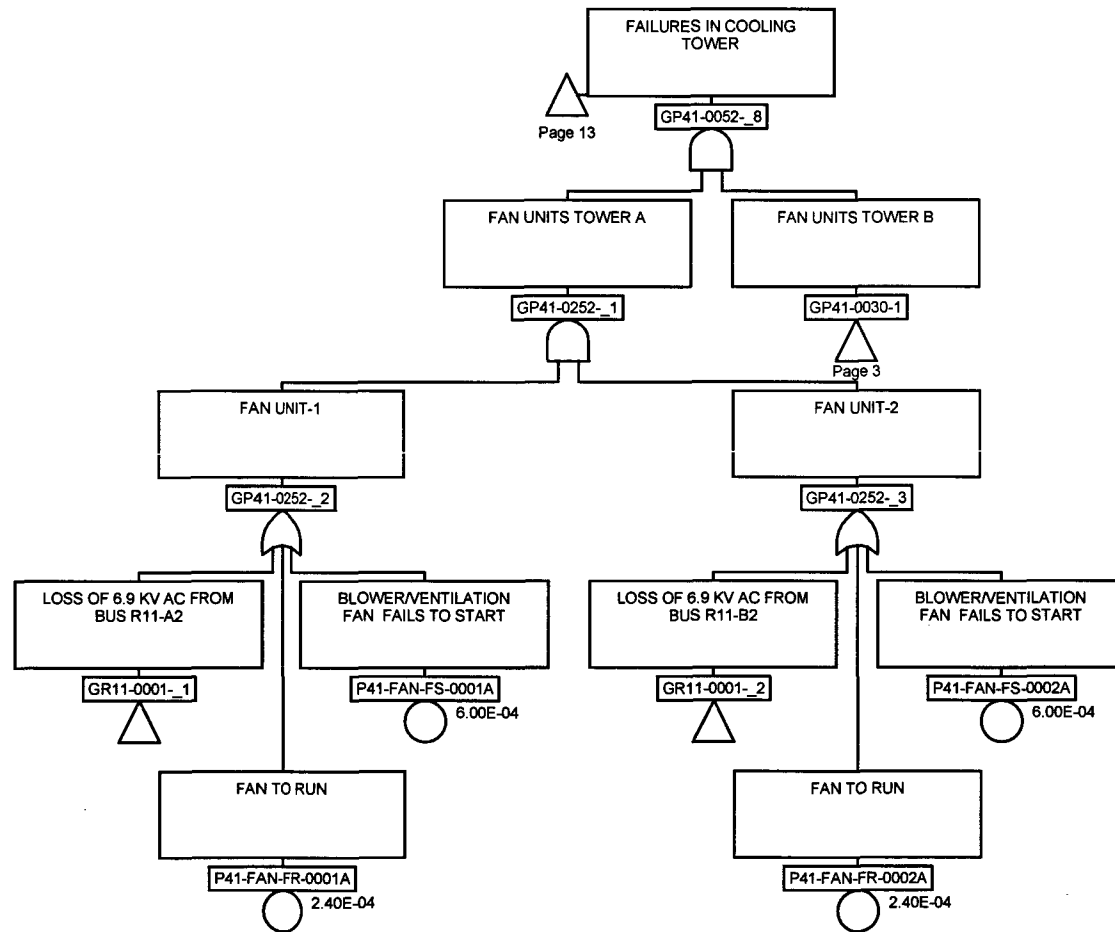 FAILURES IN COOLING
TOWER
Page 13
GP41-0052-_8
FAN UNITS TOWER A
FAN UNITS TOWER B
GP41-0252-_1
GP41-0030-1
Page 3
FAN UNIT-1
FAN UNIT-2
GP41-0252-_2
GP41-0252-_3
LOSS OF 6.9 KV AC FROM
BUS R11-A2
BLOWER/VENTILATION
FAN FAILS TO START
LOSS OF 6.9 KV AC FROM
BUS R11-B2
BLOWER/VENTILATION
FAN FAILS TO START
GR11-0001-_1
P41-FAN-FS-0001A
6.00E-04
GR11-0001-_2
P41-FAN-FS-0002A
6.00E-04
FAN TO RUN
FAN TO RUN
P41-FAN-FR-0001A
2.40E-04
P41-FAN-FR-0002A
2.40E-04